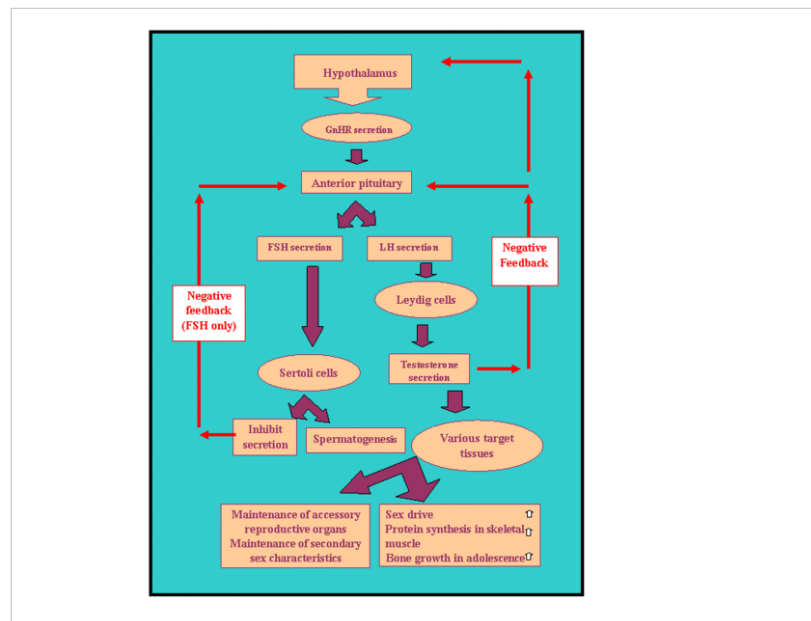 Hypothalamus
GnHR secretion
Anterior pituitary
FSH secretion
LH secretion
Negative
Feedback
Negative
feedback
(FSH only)
Leydig cells
Testosterone
secretion
Sertoli cells
Inhibit
secretion
Spermatogenesis
Various target
tissues
Maintenance of accessory
reproductive organs
Maintenance of secondary
sex characteristics
Sex drive
Protein synthesis in skeletal
muscle
Bone growth in adolescence